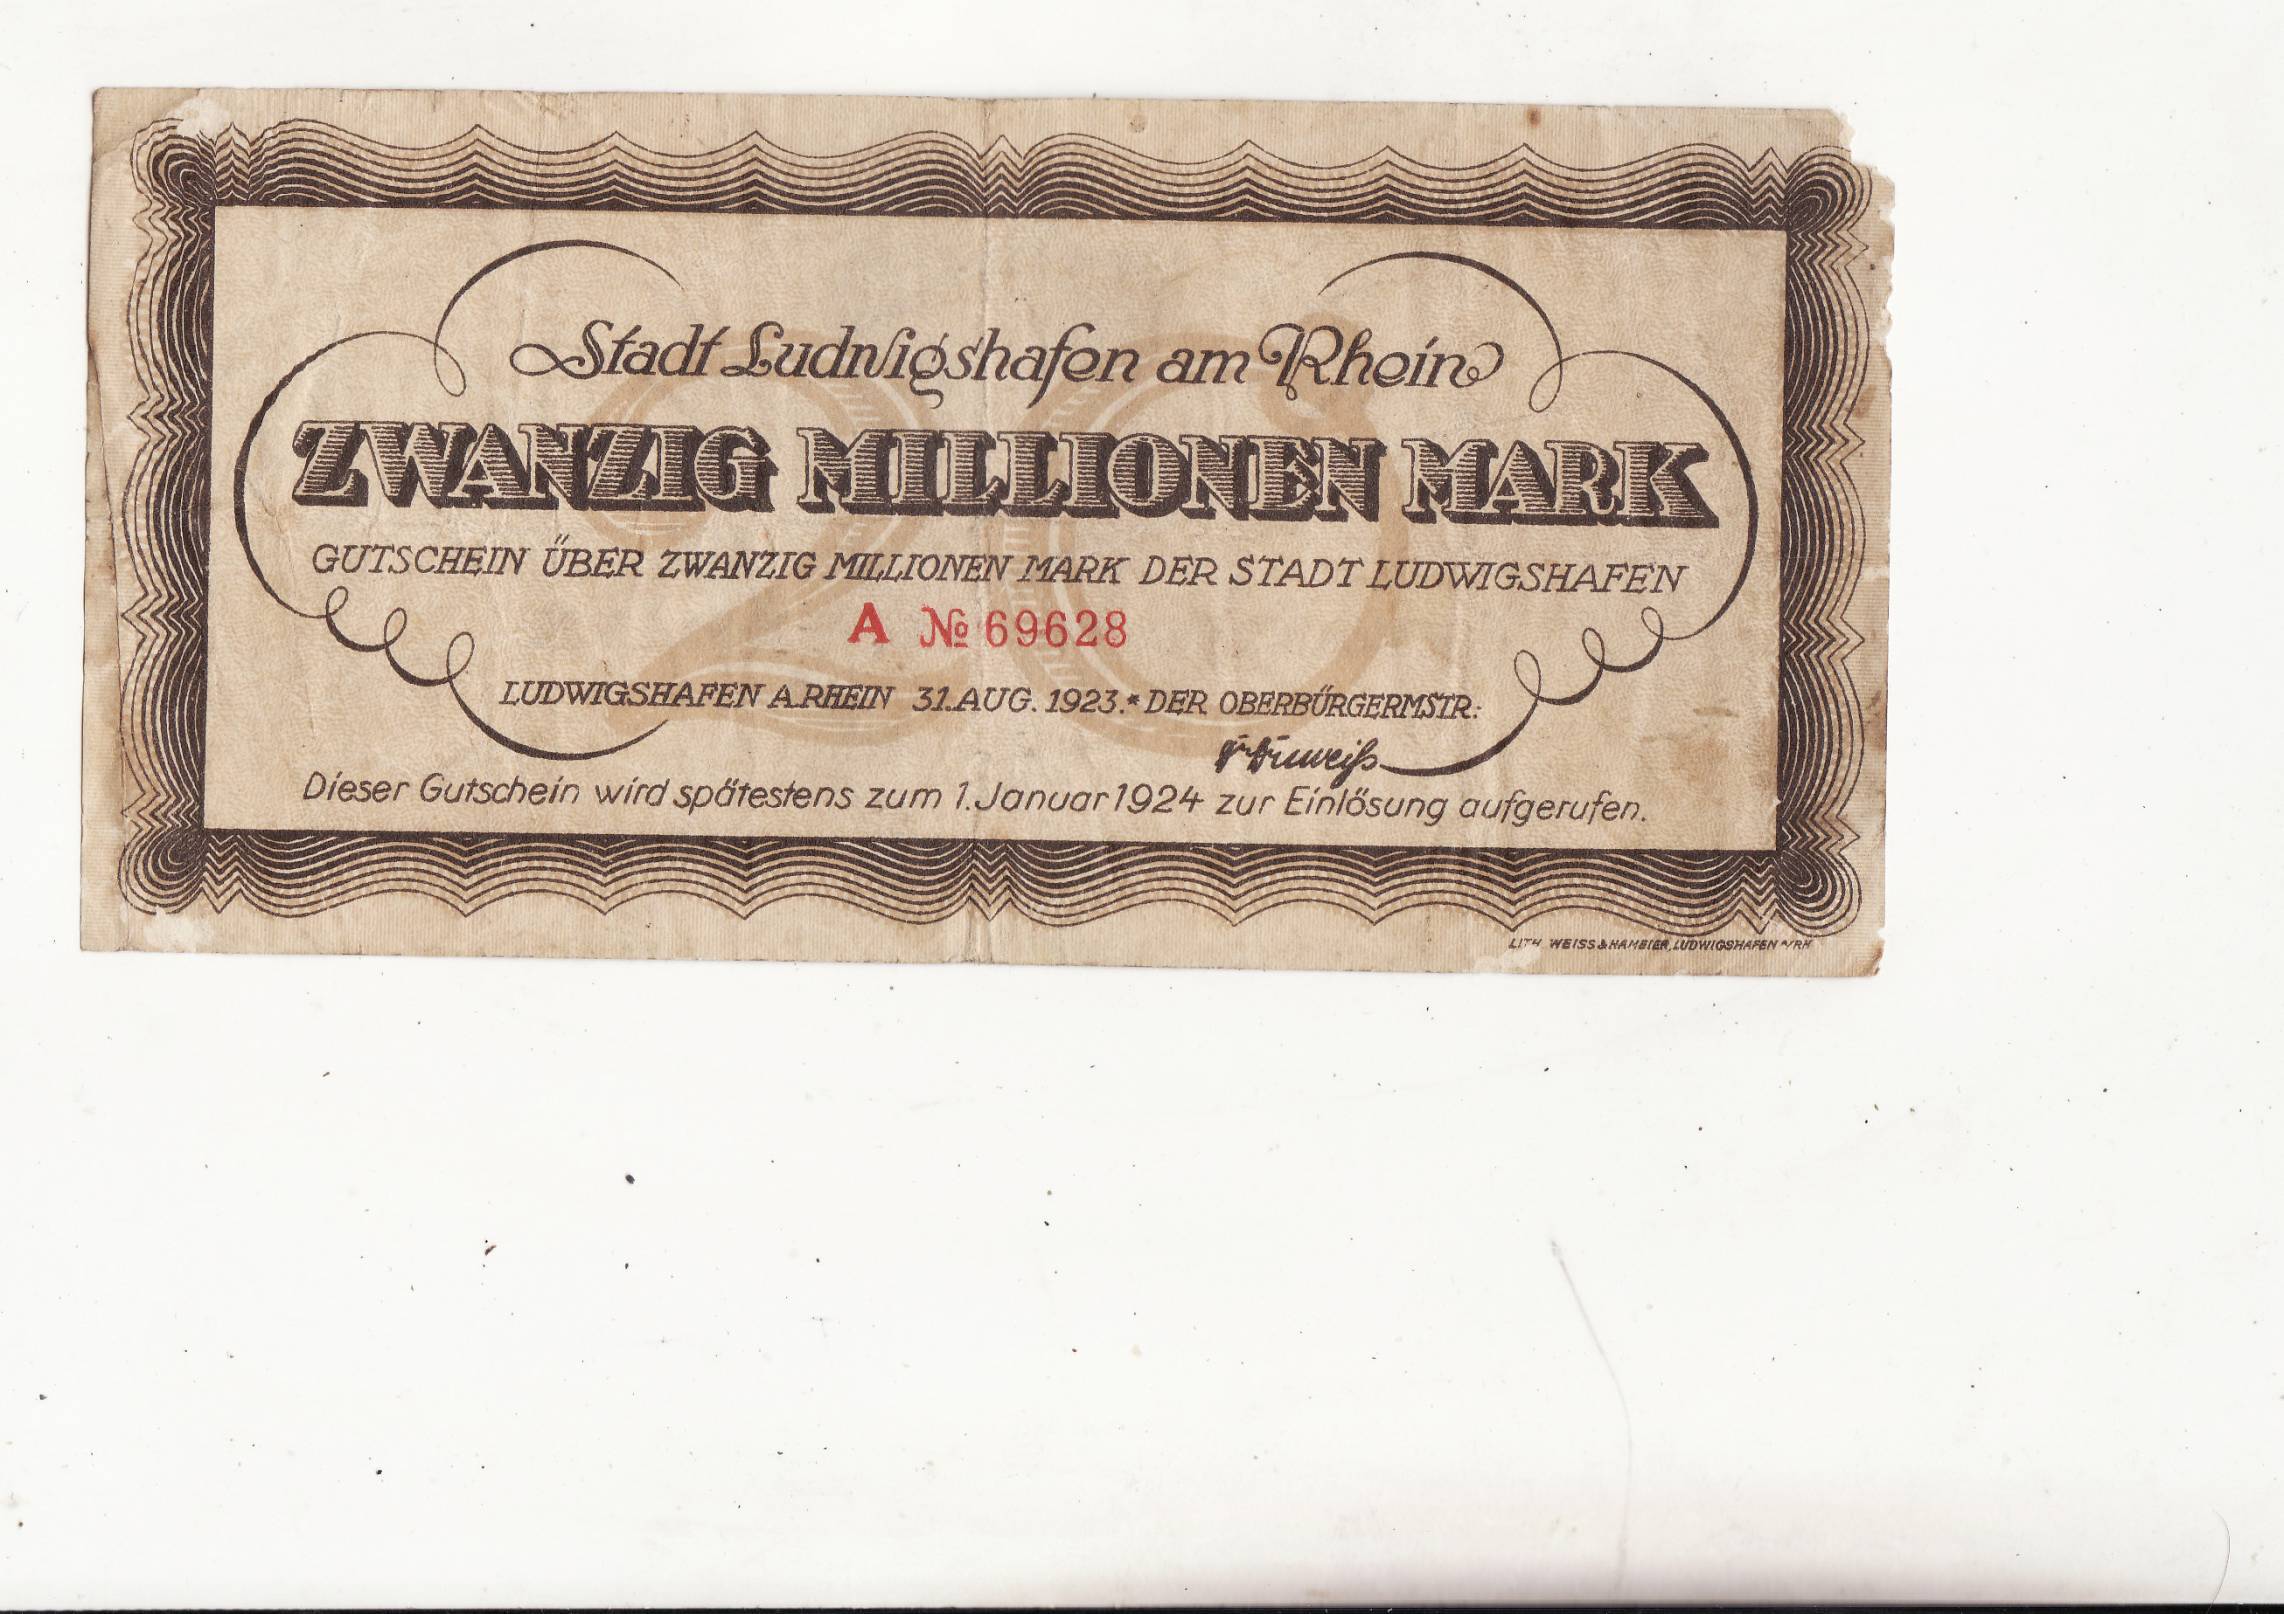 Stadt Ludwigshafen am Rhein
20
ZWANZIG MILLIONEN MARK
GUTSCHEIN ÜBER ZWANZIG MILLIONEN MARK DER STADT LUDWIGSHAFEN
A № 69628
LUDWIGSHAFEN A.RHEIN 31.AUG. 1923.* DER OBERBÜRGERMSTR:
Dieser Gutschein wird spätestens zum 1. Januar 1924 zur Einlösung aufgerufen.
LITH. WEISS & HAMEIER, LUDWIGSHAFEN A/RH